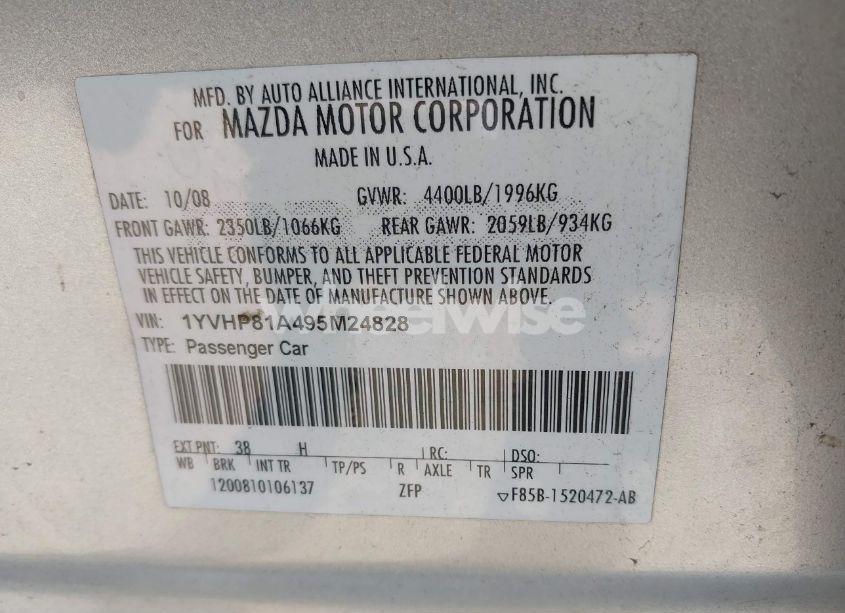 MFD. BY AUTO ALLIANCE INTERNATIONAL, INC.
FOR MAZDA MOTOR CORPORATION
MADE IN U.S.A.
DATE: 10/08 GVWR: 4400LB/1996KG
FRONT GAWR: 2350LB/1066KG REAR GAWR: 2059LB/934KG
THIS VEHICLE CONFORMS TO ALL APPLICABLE FEDERAL MOTOR
VEHICLE SAFETY, BUMPER, AND THEFT PREVENTION STANDARDS
IN EFFECT ON THE DATE OF MANUFACTURE SHOWN ABOVE.
VIN: 1YVHP81A495M24828
wheelwise
TYPE: Passenger Car
EXT PNT: 38 H RC: DSO:
WB BRK INT TR TP/PS R AXLE TR SPR
1200810106137 ZFP F85B-1520472-AB